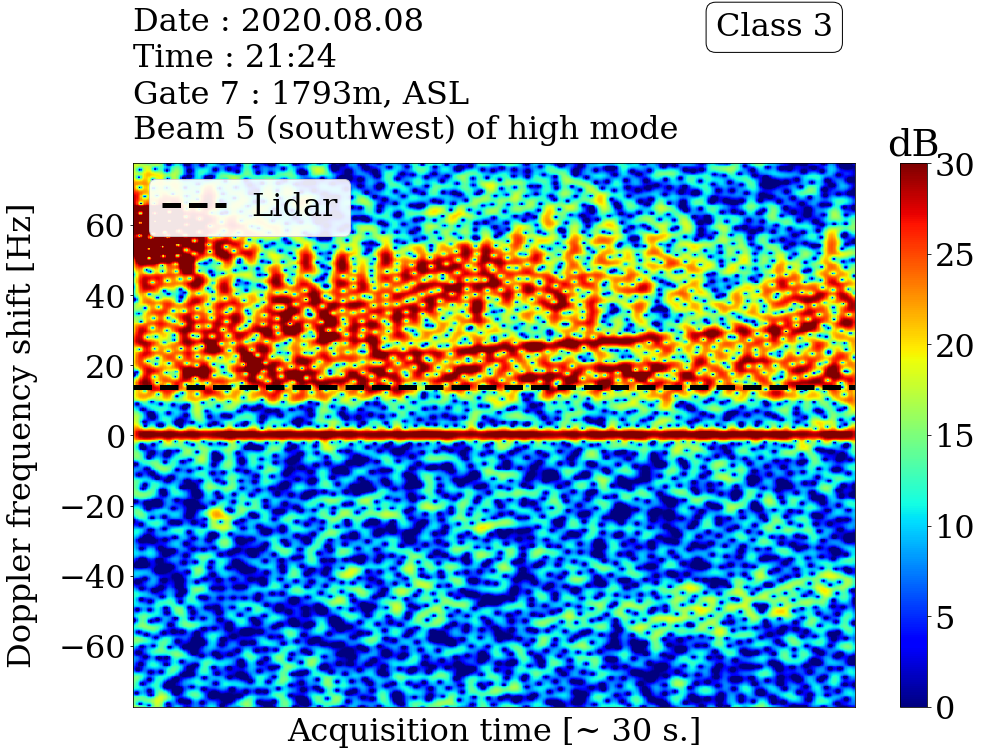 Date : 2020.08.08
Class 3
Time : 21:24
Gate 7 : 1793m, ASL
Beam 5 (southwest) of high mode
dB
Lidar
Doppler frequency shift [Hz]
60
40
20
0
−20
−40
−60
30
25
20
15
10
5
0
Acquisition time [~ 30 s.]